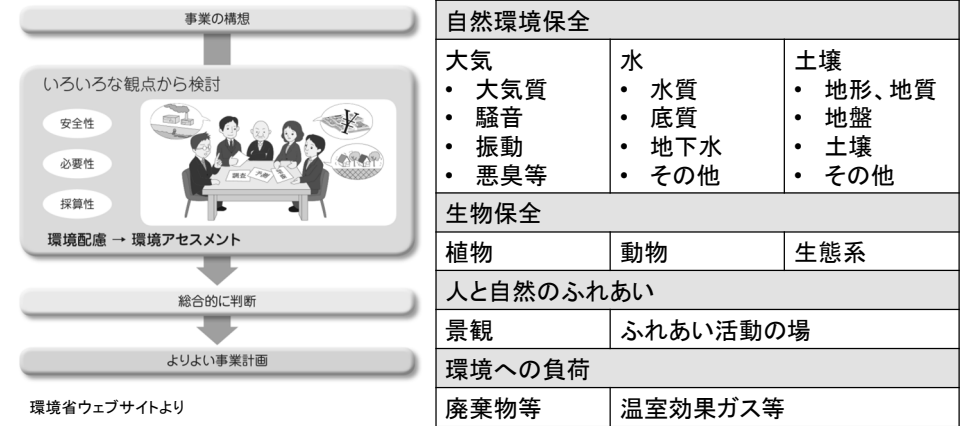 事業の構想
いろいろな観点から検討
安全性
必要性
採算性
調査
予測
評価
環境配慮 → 環境アセスメント
総合的に判断
よりよい事業計画
環境省ウェブサイトより
自然環境保全
大気
• 大気質
• 騒音
• 振動
• 悪臭等
水
• 水質
• 底質
• 地下水
• その他
土壌
• 地形、地質
• 地盤
• 土壌
• その他
生物保全
植物
動物
生態系
人と自然のふれあい
景観
ふれあい活動の場
環境への負荷
廃棄物等
温室効果ガス等